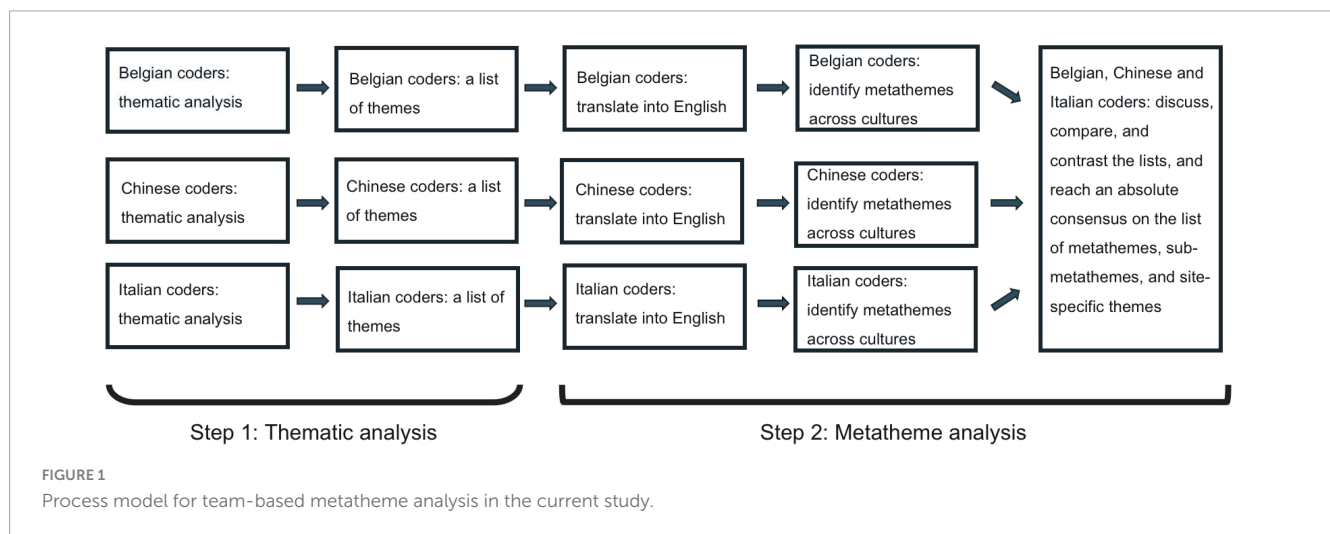 Belgian coders:
thematic analysis
Belgian coders: a list
of themes
Belgian coders:
translate into English
Belgian coders:
identify metathemes
across cultures
Chinese coders:
thematic analysis
Chinese coders: a list
of themes
Chinese coders:
translate into English
Chinese coders:
identify metathemes
across cultures
Italian coders:
thematic analysis
Italian coders: a list of
themes
Italian coders:
translate into English
Italian coders:
identify metathemes
across cultures
Belgian, Chinese and
Italian coders: discuss,
compare, and
contrast the lists, and
reach an absolute
consensus on the list
of metathemes, sub-
metathemes, and site-
specific themes
Step 1: Thematic analysis
Step 2: Metatheme analysis
FIGURE 1
Process model for team-based metatheme analysis in the current study.